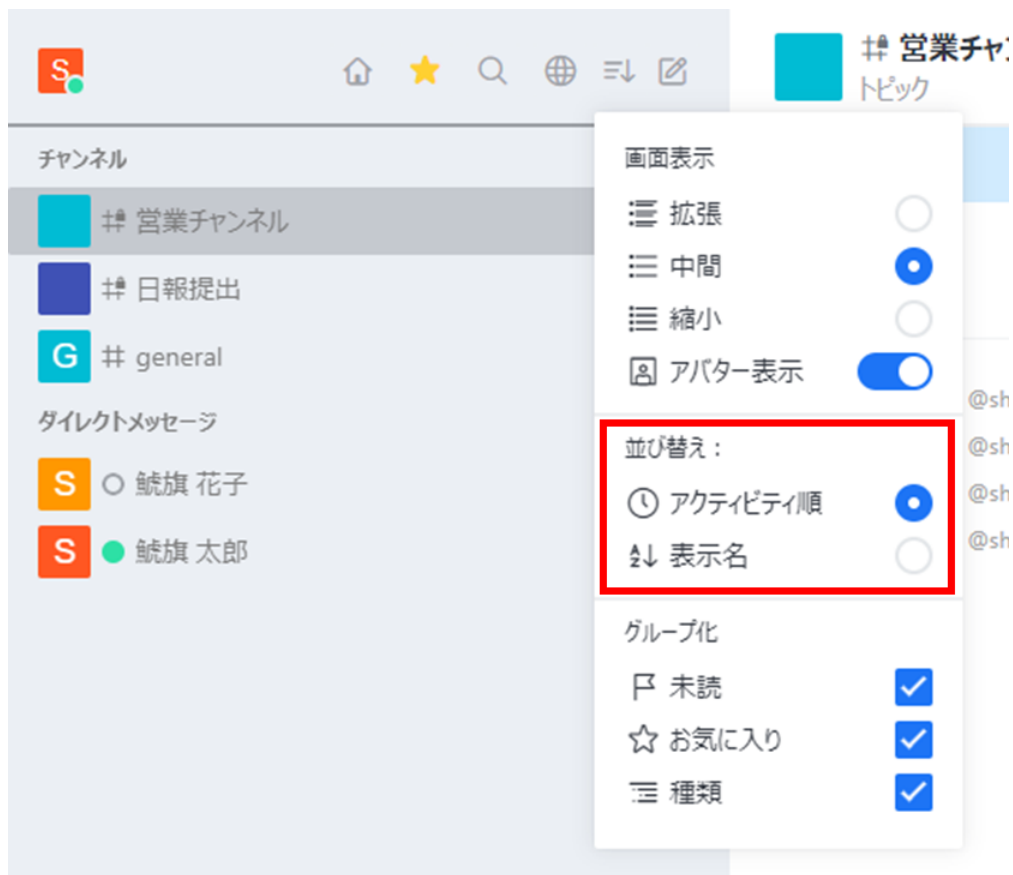 S
# 営業チャン
トピック
チャンネル
# 営業チャンネル
# 日報提出
G # general
ダイレクトメッセージ
S 鯱旗 花子
S 鯱旗 太郎
画面表示
拡張
中間
縮小
アバター表示
並び替え：
アクティビティ順
表示名
グループ化
未読
お気に入り
種類
@sh
@sh
@sh
@sh